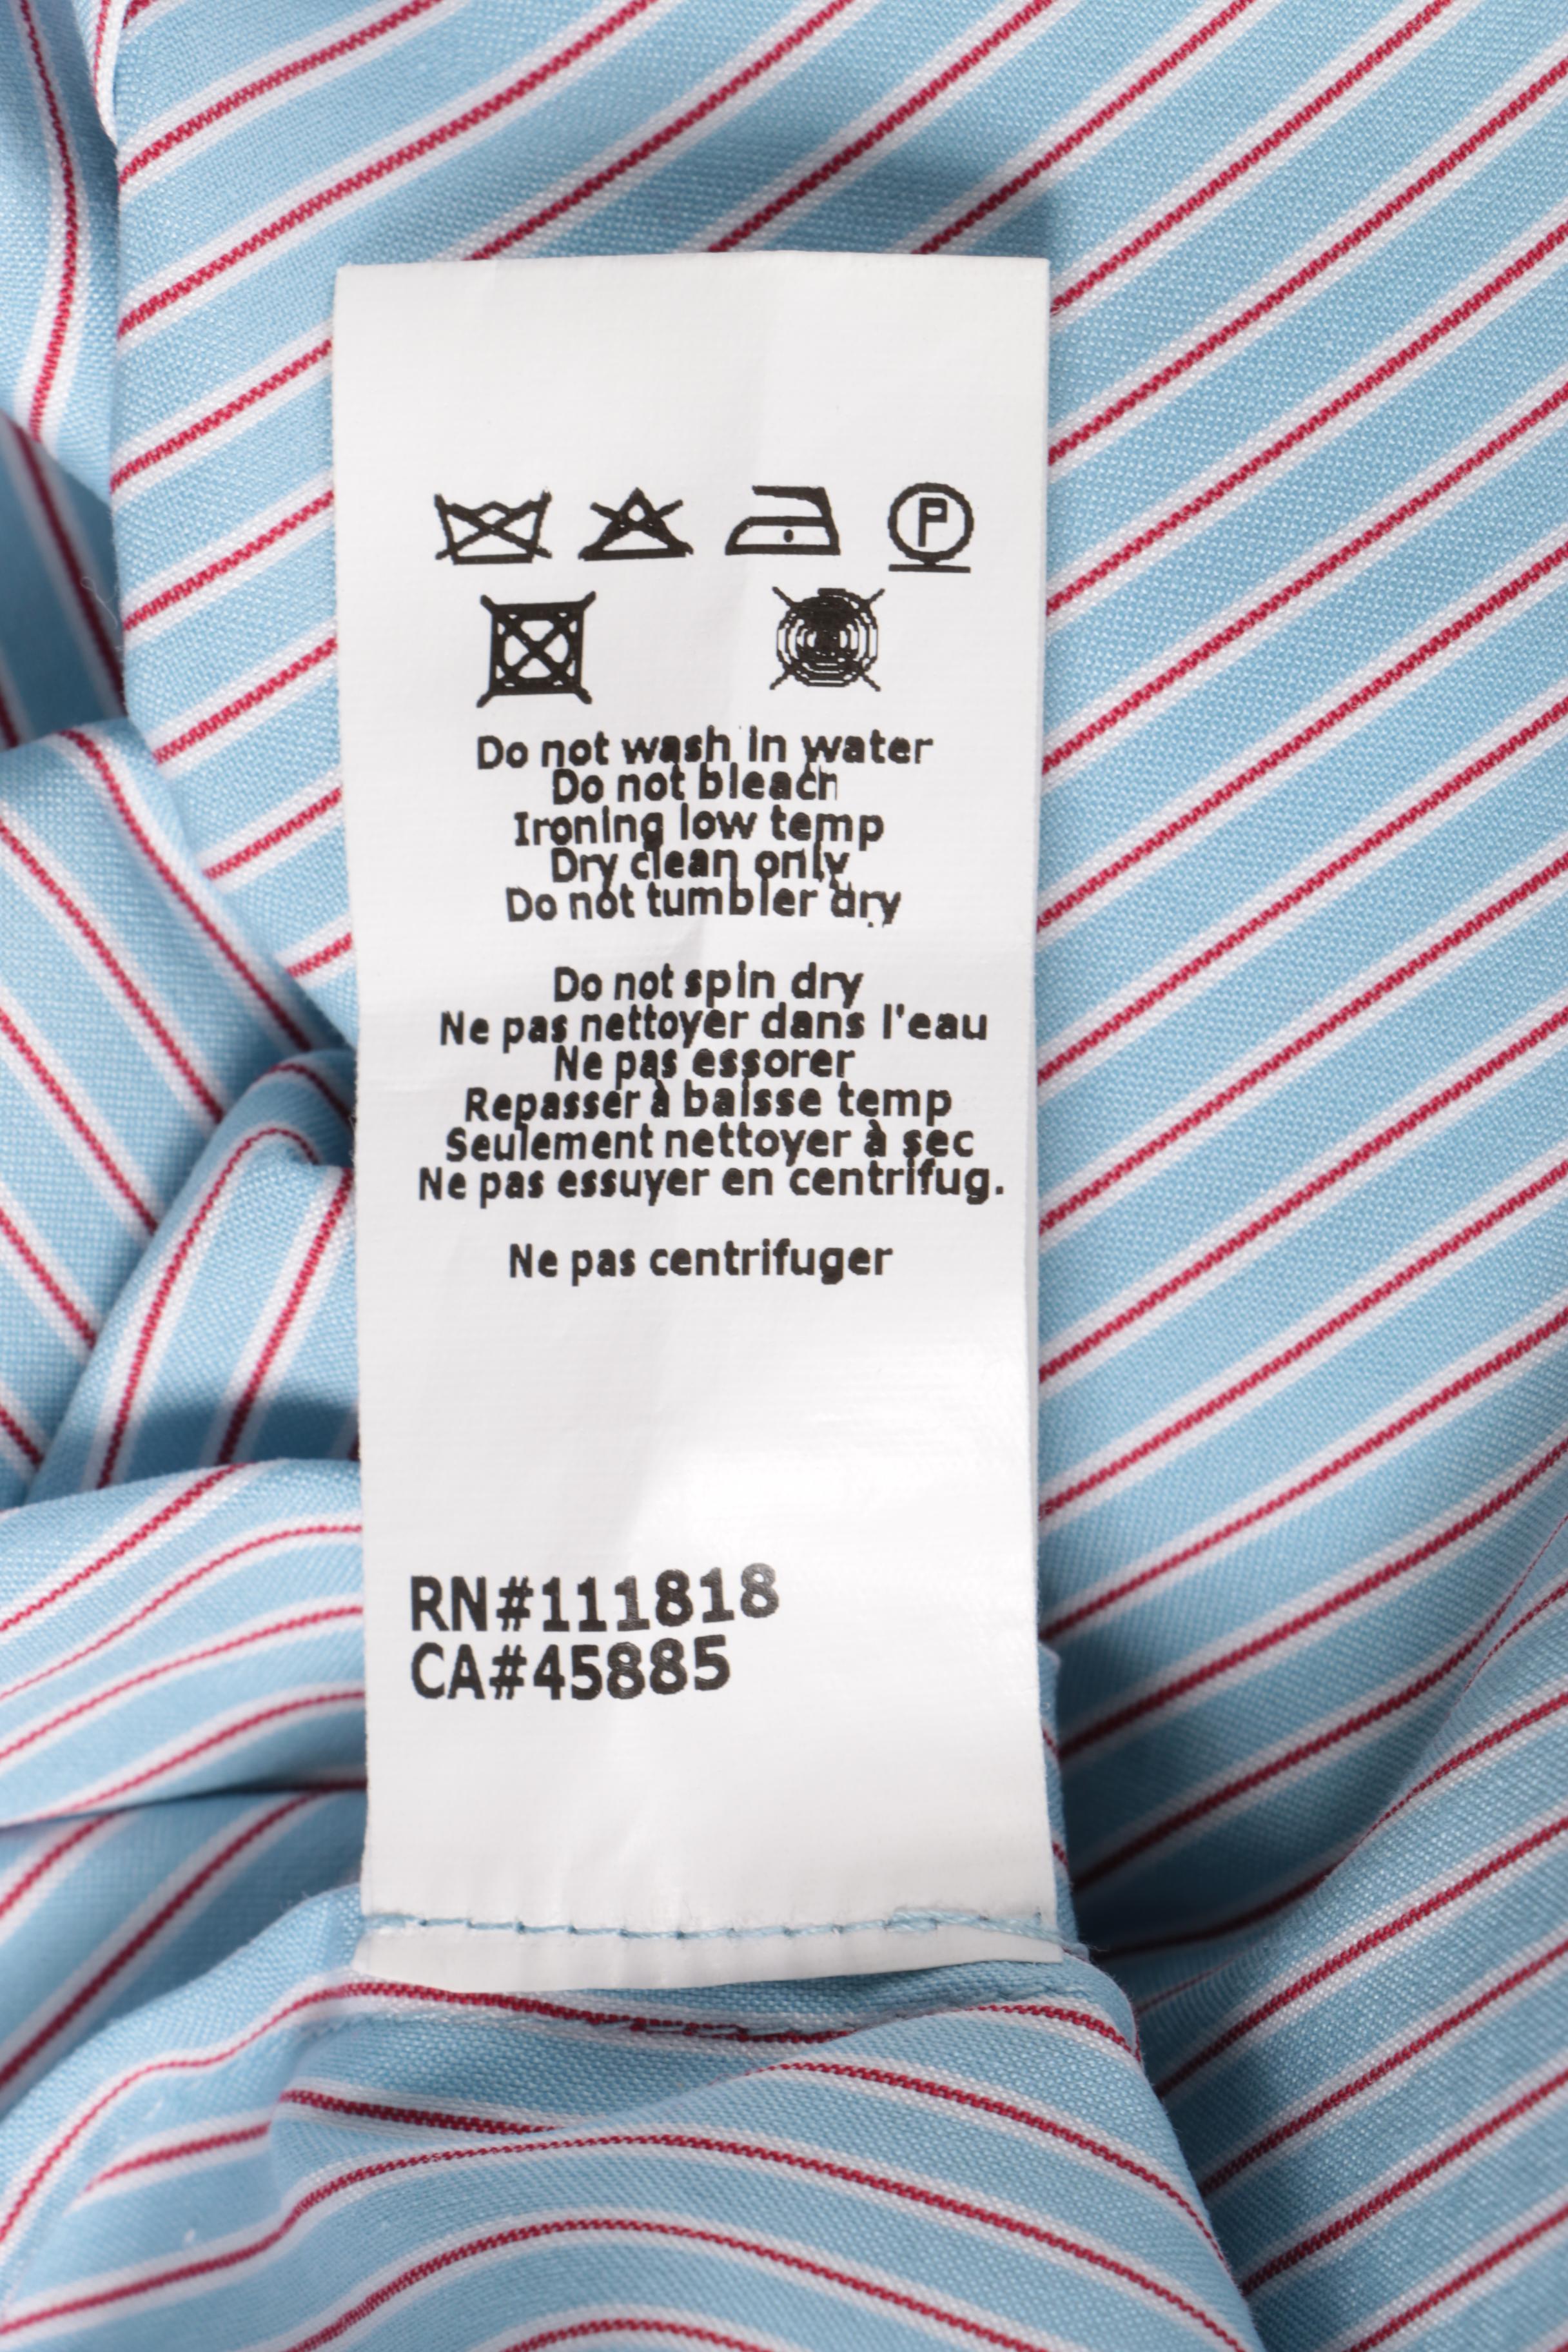 P
Do not wash in water
Do not bleach
Ironing low temp
Dry clean only
Do not tumbler dry
Do not spin dry
Ne pas nettoyer dans l'eau
Ne pas essorer
Repasser à baisse temp
Seulement nettoyer à sec
Ne pas essuyer en centrifug.
Ne pas centrifuger
RN#111818
CA#45885